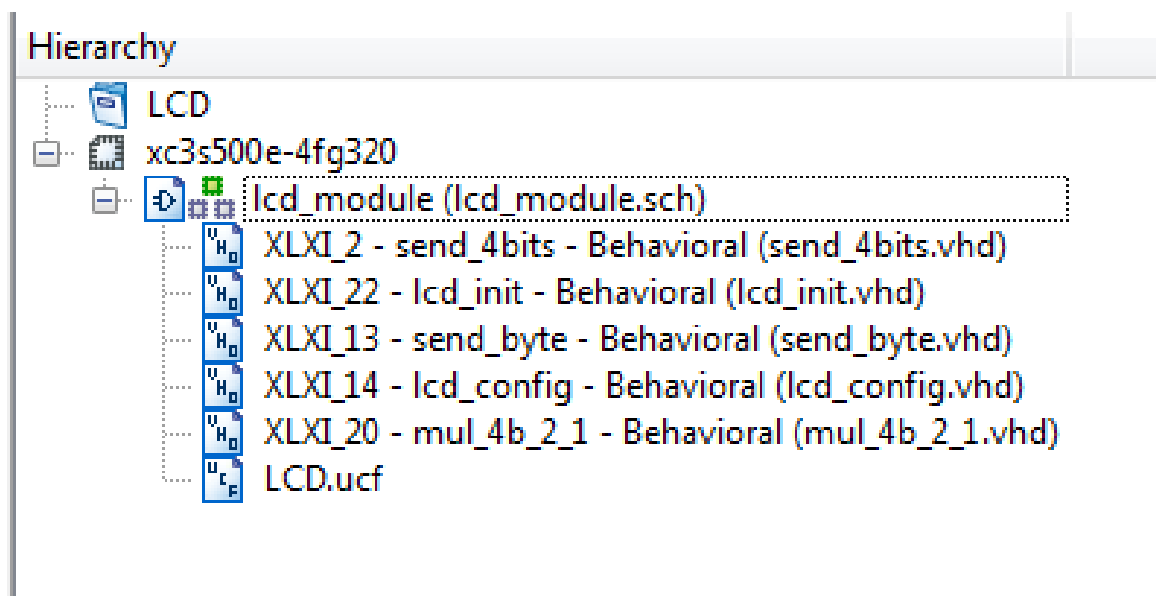 Hierarchy
LCD
xc3s500e-4fg320
lcd_module (lcd_module.sch)
XLXI_2 - send_4bits - Behavioral (send_4bits.vhd)
XLXI_22 - lcd_init - Behavioral (lcd_init.vhd)
XLXI_13 - send_byte - Behavioral (send_byte.vhd)
XLXI_14 - lcd_config - Behavioral (lcd_config.vhd)
XLXI_20 - mul_4b_2_1 - Behavioral (mul_4b_2_1.vhd)
LCD.ucf